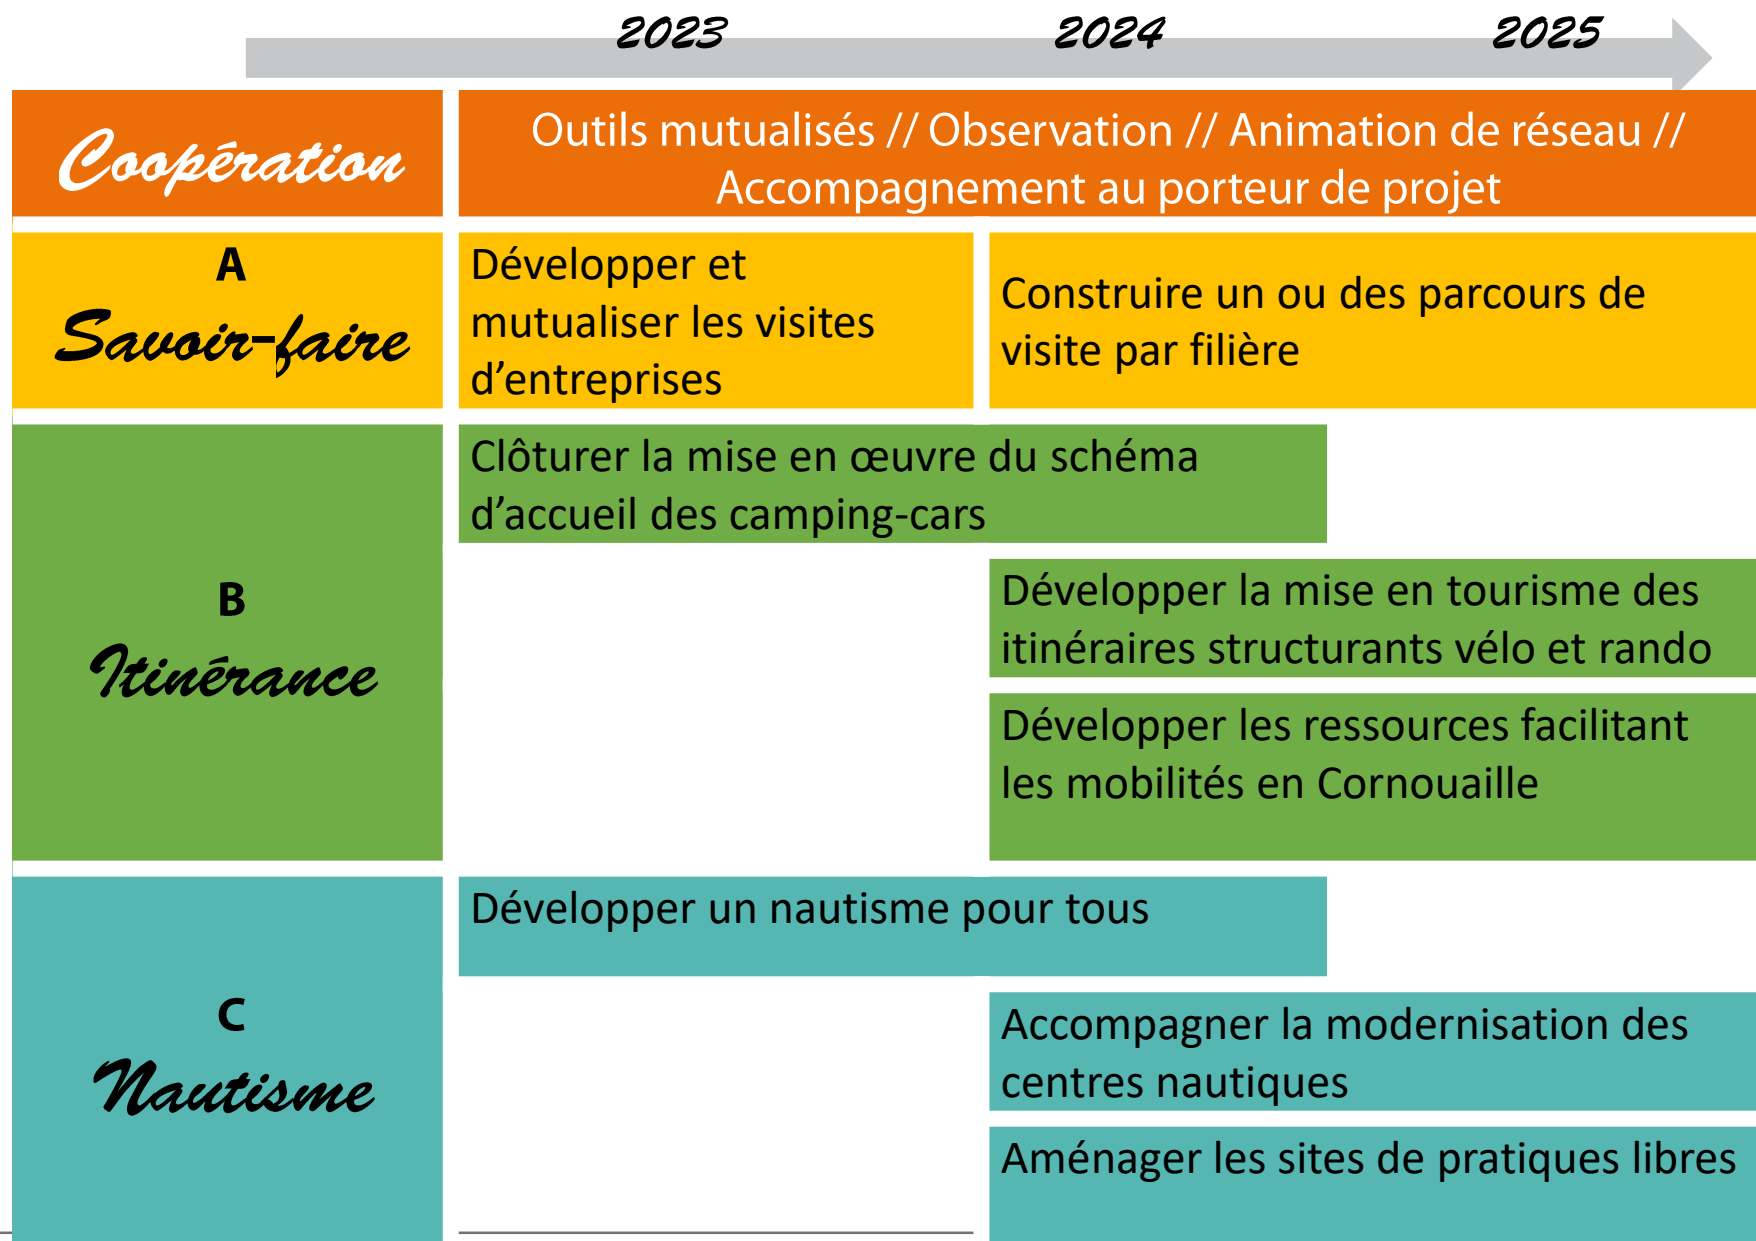 2023 2024 2025
Coopération
Outils mutualisés // Observation // Animation de réseau //
Accompagnement au porteur de projet
A
Savoir-faire
Développer et
mutualiser les visites
d’entreprises
Construire un ou des parcours de
visite par filière
B
Itinérance
Clôturer la mise en œuvre du schéma
d’accueil des camping-cars
Développer la mise en tourisme des
itinéraires structurants vélo et rando
Développer les ressources facilitant
les mobilités en Cornouaille
C
Nautisme
Développer un nautisme pour tous
Accompagner la modernisation des
centres nautiques
Aménager les sites de pratiques libres